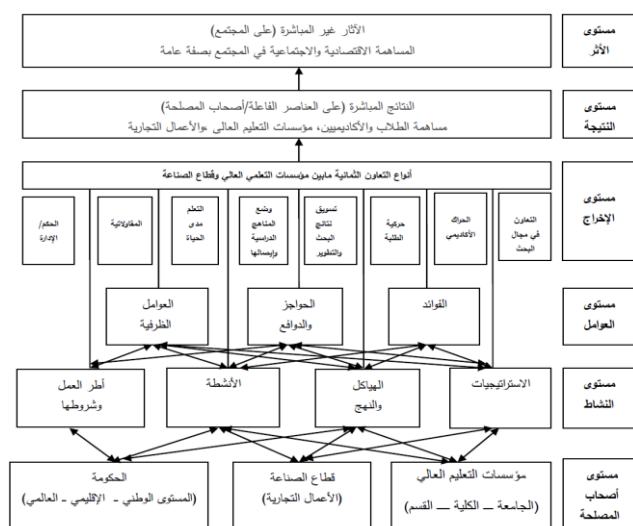 مستوى
الأثر
الآثار غير المباشرة (على المجتمع)
المساهمة الاقتصادية والاجتماعية في المجتمع بصفة عامة
مستوى
النتيجة
النتائج المباشرة (على العناصر الفاعلة/أصحاب المصلحة)
مساهمة الطلاب والأكاديميين، مؤسسات التعليم العالى ،والأعمال التجارية
مستوى
الإخراج
أنواع التعاون الثمانية مابين مؤسسات التعلمي العالي وقطاع الصناعة
التعاون
في مجال
البحث
الحراك
الأكاديمي
حركية
الطلبة
تسويق
نتائج
البحث
والتطوير
وضع
المناهج
الدراسية
وإيصالها
التعلم
مدى
الحياة
المقاولاتية
الحكم/
الإدارة
مستوى
العوامل
الفوائد
الحواجز
والدوافع
العوامل
الظرفية
مستوى
النشاط
الاستراتيجيات
الهياكل
والنهج
الأنشطة
أطر العمل
وشروطها
مستوى
أصحاب
المصلحة
مؤسسات التعليم العالي
(الجامعة – الكلية – القسم)
قطاع الصناعة
(الأعمال التجارية)
الحكومة
(المستوى الوطني - الإقليمي - العالمي)